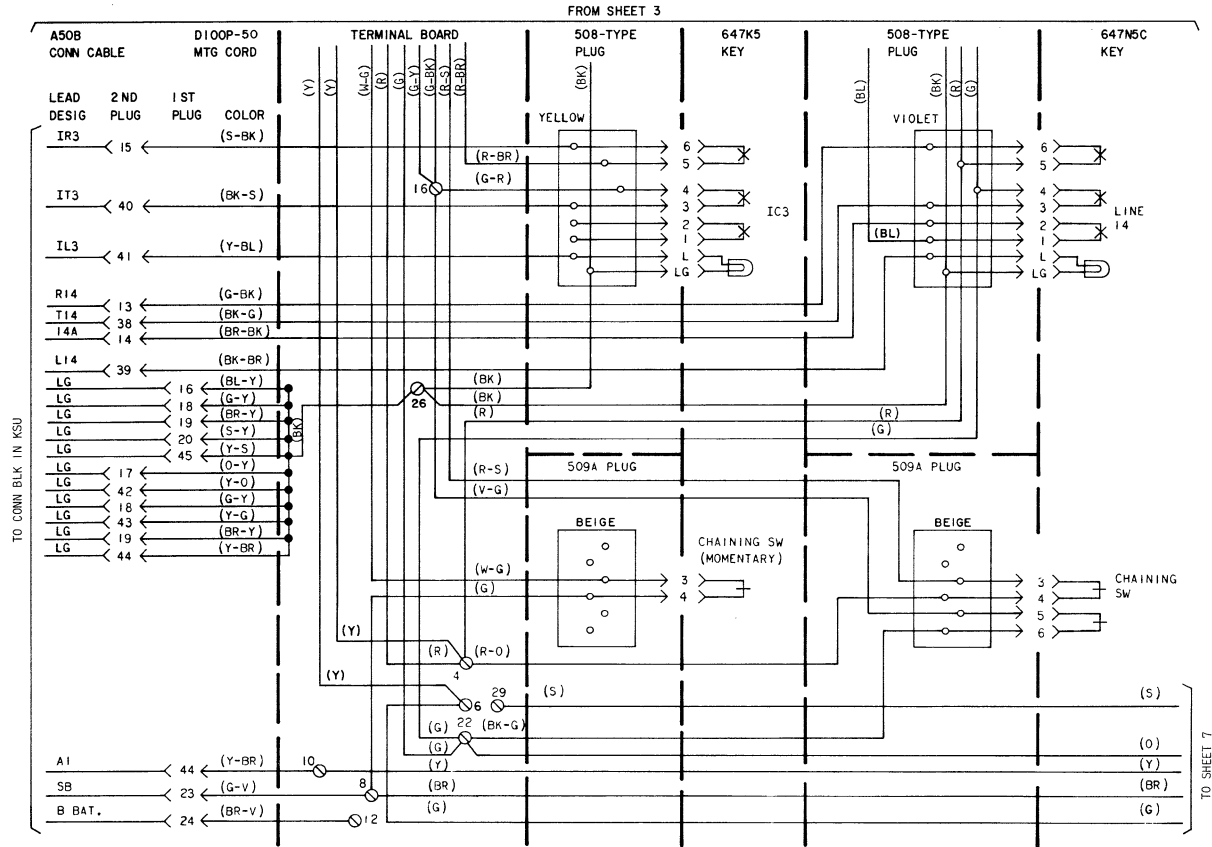 FROM SHEET 3
A50B CONN CABLE
D100P-50 MTG CORD
TERMINAL BOARD
508-TYPE PLUG
647K5 KEY
508-TYPE PLUG
647N5C KEY
LEAD DESIG
2ND PLUG
1ST PLUG
COLOR
(Y) (Y) (W-G) (R) (G) (G-Y) (G-BK) (R-S) (R-BR) (BK) (BL) (BK) (R) (G)
YELLOW
VIOLET
IR3 15 (S-BK)
(R-BR)
6 6
5 5
16 (G-R)
4 4
IT3 40 (BK-S)
3 IC3 3 LINE 14
2 2
1 (BL) 1
IL3 41 (Y-BL)
L L
LG LG
R14 13 (G-BK)
T14 38 (BK-G)
14A 14 (BR-BK)
L14 39 (BK-BR)
LG 16 (BL-Y)
LG 18 (G-Y)
LG 19 (BR-Y)
LG 20 (S-Y)
LG 45 (Y-S)
LG 17 (O-Y)
LG 42 (Y-O)
LG 18 (G-Y)
LG 43 (Y-G)
LG 19 (BR-Y)
LG 44 (Y-BR)
(BK)
26
(BK)
(BK)
(R) (R)
(G)
509A PLUG
509A PLUG
(R-S)
(V-G)
BEIGE
BEIGE
CHAINING SW (MOMENTARY)
(W-G) 3
(G) 4
3
4
5
6
CHAINING SW
(Y)
(R) 4 (R-O)
(Y)
6 29 (S) (S)
(G) 22 (BK-G)
(G) (O)
A1 44 (Y-BR) 10 (Y) (Y)
SB 23 (G-V) 8 (BR) (BR)
B BAT. 24 (BR-V) 12 (G) (G)
TO CONN BLK IN KSU
TO SHEET 7